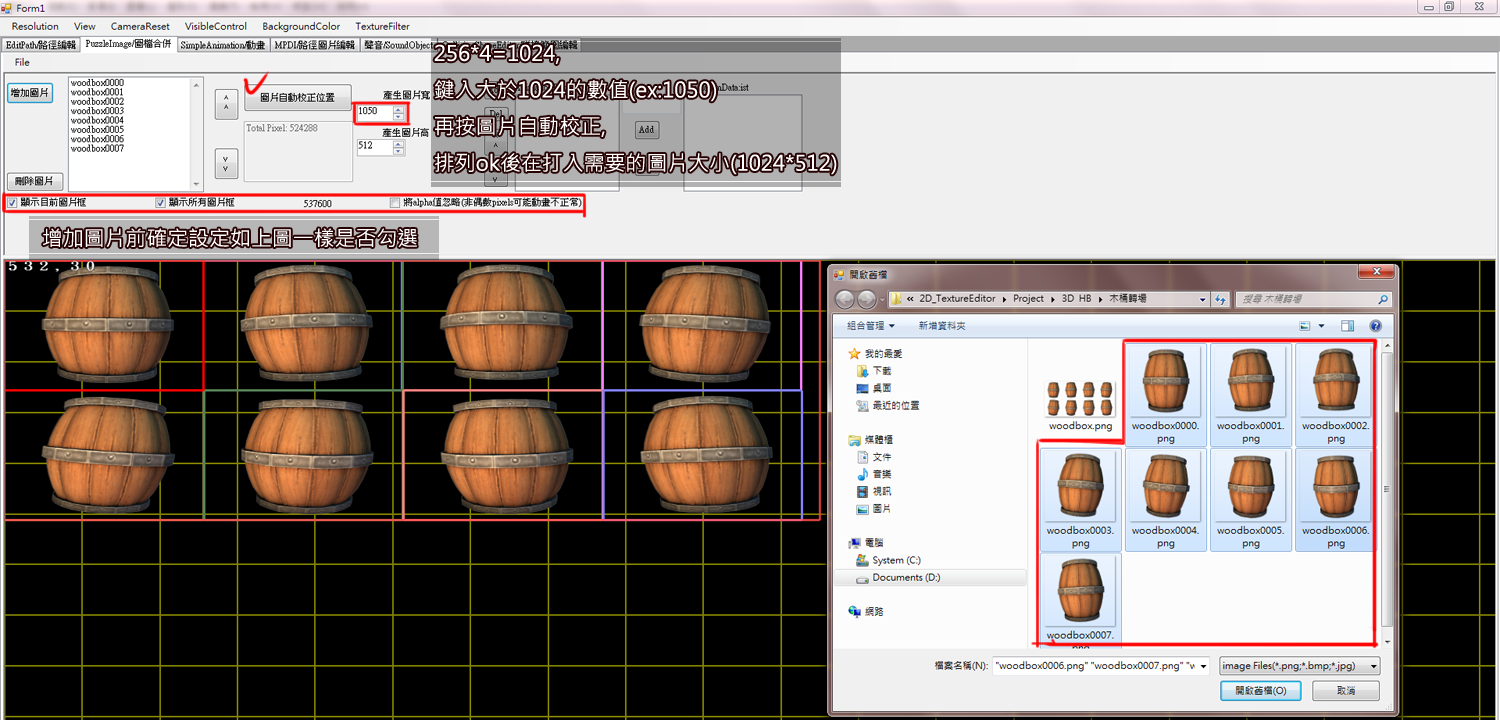 Form1
Resolution View CameraReset VisibleControl BackgroundColor TextureFilter
EditPath/路徑編輯 PuzzleImage/圖檔合併 SimpleAnimation/動畫 MPDI/路徑圖片編輯 聲音/SoundObject
File
256*4=1024,
鍵入大於1024的數值(ex:1050)
再按圖片自動校正,
排列ok後在打入需要的圖片大小(1024*512)
增加圖片
刪除圖片
woodbox0000
woodbox0001
woodbox0002
woodbox0003
woodbox0004
woodbox0005
woodbox0006
woodbox0007
^
^
v
v
圖片自動校正位置
Total Pixel: 524288
產生圖片寬
1050
產生圖片高
512
Del
Add
顯示目前圖片框 顯示所有圖片框 537600 將alpha值忽略(非偶數pixels可能動畫不正常)
增加圖片前確定設定如上圖一樣是否勾選
532,30
開啟舊檔
« 2D_TextureEditor Project 3D HB 木桶轉場
搜尋 木桶轉場
組合管理 新增資料夾
我的最愛
下載
桌面
最近的位置
媒體櫃
文件
音樂
視訊
圖片
電腦
System (C:)
Documents (D:)
網路
woodbox.png
woodbox0000.png
woodbox0001.png
woodbox0002.png
woodbox0003.png
woodbox0004.png
woodbox0005.png
woodbox0006.png
woodbox0007.png
檔案名稱(N): "woodbox0006.png" "woodbox0007.png" "w
image Files(*.png;*.bmp;*.jpg)
開啟舊檔(O) 取消